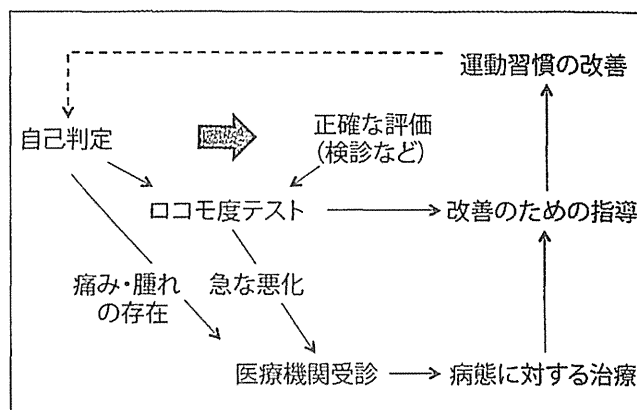 運動習慣の改善
自己判定
正確な評価
(検診など)
ロコモ度テスト
改善のための指導
痛み・腫れ
の存在
急な悪化
医療機関受診
病態に対する治療